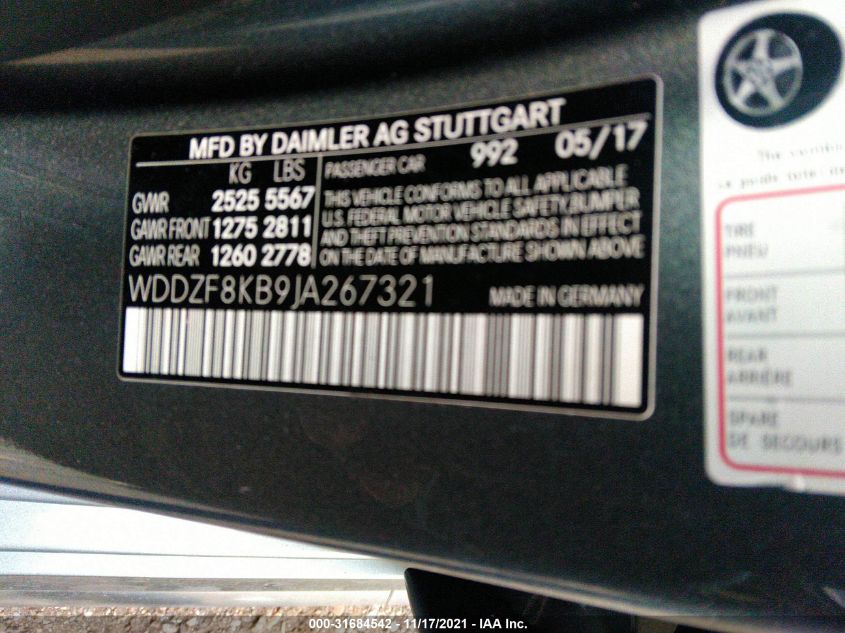 MFD BY DAIMLER AG STUTTGART
KG LBS
GVWR 2525 5567
GAWR FRONT 1275 2811
GAWR REAR 1260 2778
PASSENGER CAR 992 05/17
THIS VEHICLE CONFORMS TO ALL APPLICABLE
U.S. FEDERAL MOTOR VEHICLE SAFETY, BUMPER
AND THEFT PREVENTION STANDARDS IN EFFECT
ON THE DATE OF MANUFACTURE SHOWN ABOVE
WDDZF8KB9JA267321 MADE IN GERMANY
The
TIRE
PNEU
FRONT
AVANT
REAR
ARRIÈRE
SPARE
DE SECOURS
000-31684542 - 11/17/2021 - IAA Inc.